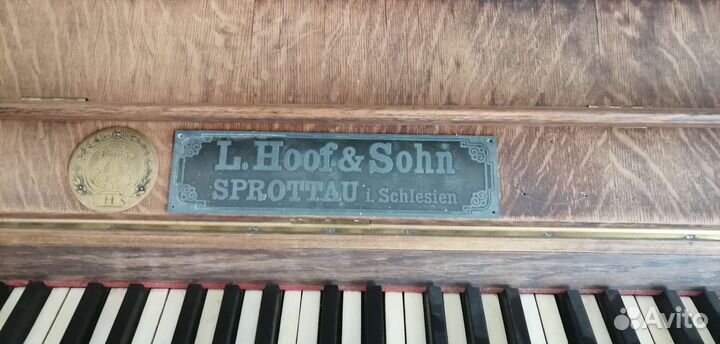 L. Hoof & Sohn
SPROTTAU i. Schlesien
L.H.S
Avito